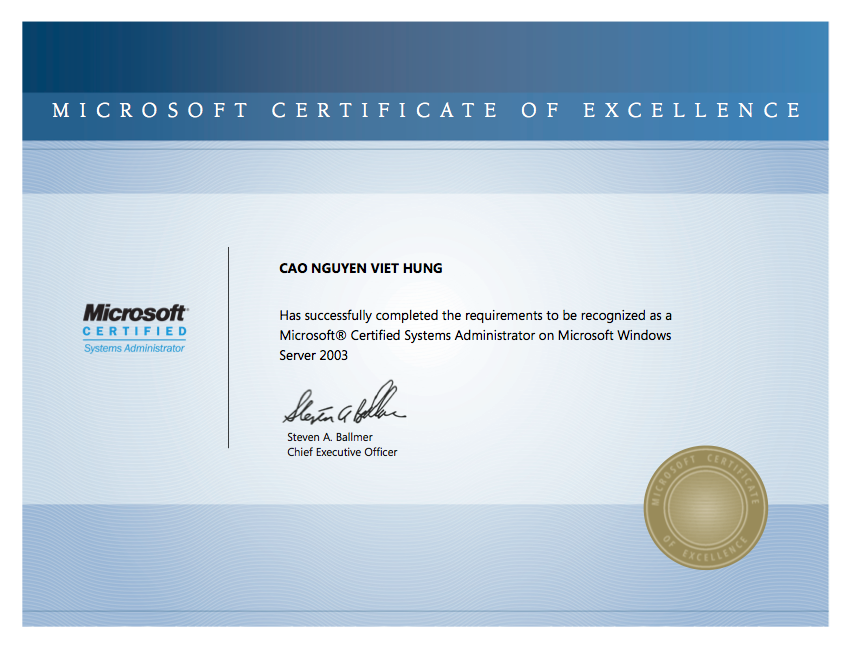 MICROSOFT CERTIFICATE OF EXCELLENCE
CAO NGUYEN VIET HUNG
Microsoft
CERTIFIED
Systems Administrator
Has successfully completed the requirements to be recognized as a
Microsoft® Certified Systems Administrator on Microsoft Windows
Server 2003
Steven A Ballmer
Steven A. Ballmer
Chief Executive Officer
MICROSOFT CERTIFICATE
OF EXCELLENCE